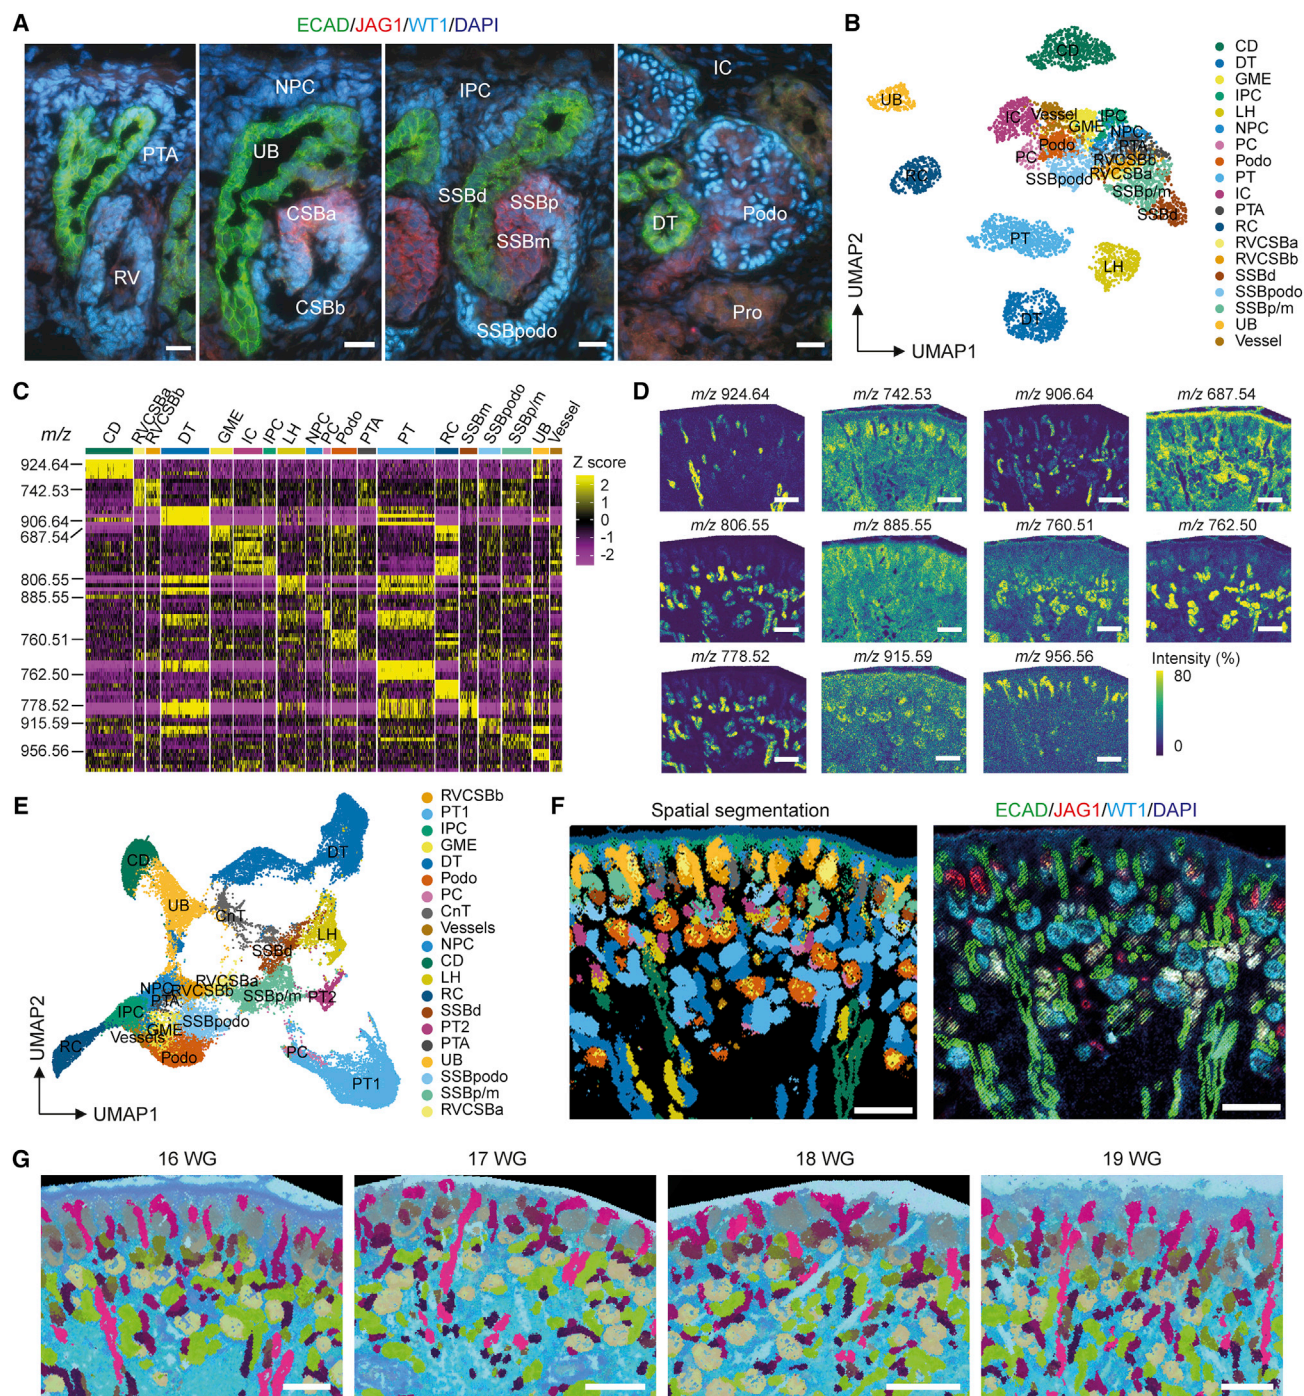 A
ECAD/JAG1/WT1/DAPI
PTA
RV
NPC
UB
CSBa
CSBb
IPC
SSBd
SSBp
SSBm
SSBpodo
IC
DT
Podo
Pro
B
CD
UB
RC
IC
Vessel
GME
IPC
NPC
PTA
Podo
PC
RVCSBb
RVCSBa
SSBpodo
SSBp/m
SSBd
PT
LH
DT
UMAP2
UMAP1
CD
DT
GME
IPC
LH
NPC
PC
Podo
PT
IC
PTA
RC
RVCSBa
RVCSBb
SSBd
SSBpodo
SSBp/m
UB
Vessel
C
m/z
CD
RVCSBa
RVCSBb
DT
GME
IC
IPC
LH
NPC
PC
Podo
PTA
PT
RC
SSBm
SSBpodo
SSBp/m
UB
Vessel
924.64
742.53
906.64
687.54
806.55
885.55
760.51
762.50
778.52
915.59
956.56
Z score
2
1
0
-1
-2
D
m/z 924.64
m/z 742.53
m/z 906.64
m/z 687.54
m/z 806.55
m/z 885.55
m/z 760.51
m/z 762.50
m/z 778.52
m/z 915.59
m/z 956.56
Intensity (%)
80
0
E
CD
UB
CnT
DT
LH
SSBd
RVCSBa
RVCSBb
NPC
PTA
SSBp/m
PT2
IPC
GME
SSBpodo
Vessels
Podo
RC
PC
PT1
UMAP2
UMAP1
RVCSBb
PT1
IPC
GME
DT
Podo
PC
CnT
Vessels
NPC
CD
LH
RC
SSBd
PT2
PTA
UB
SSBpodo
SSBp/m
RVCSBa
F
Spatial segmentation
ECAD/JAG1/WT1/DAPI
G
16 WG
17 WG
18 WG
19 WG